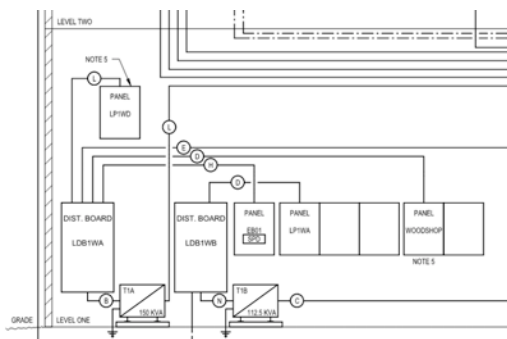 LEVEL TWO
NOTE 5
L
PANEL
LP1WD
L
E
D
H
D
DIST. BOARD
LDB1WA
DIST. BOARD
LDB1WB
PANEL
EB01
SPD
PANEL
LP1WA
PANEL
WOODSHOP
NOTE 5
T1A
B
150 KVA
N
T1B
112.5 KVA
C
GRADE
LEVEL ONE